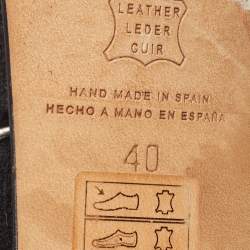 LEATHER
LEDER
CUIR
HAND MADE IN SPAIN
HECHO A MANO EN ESPAÑA
40